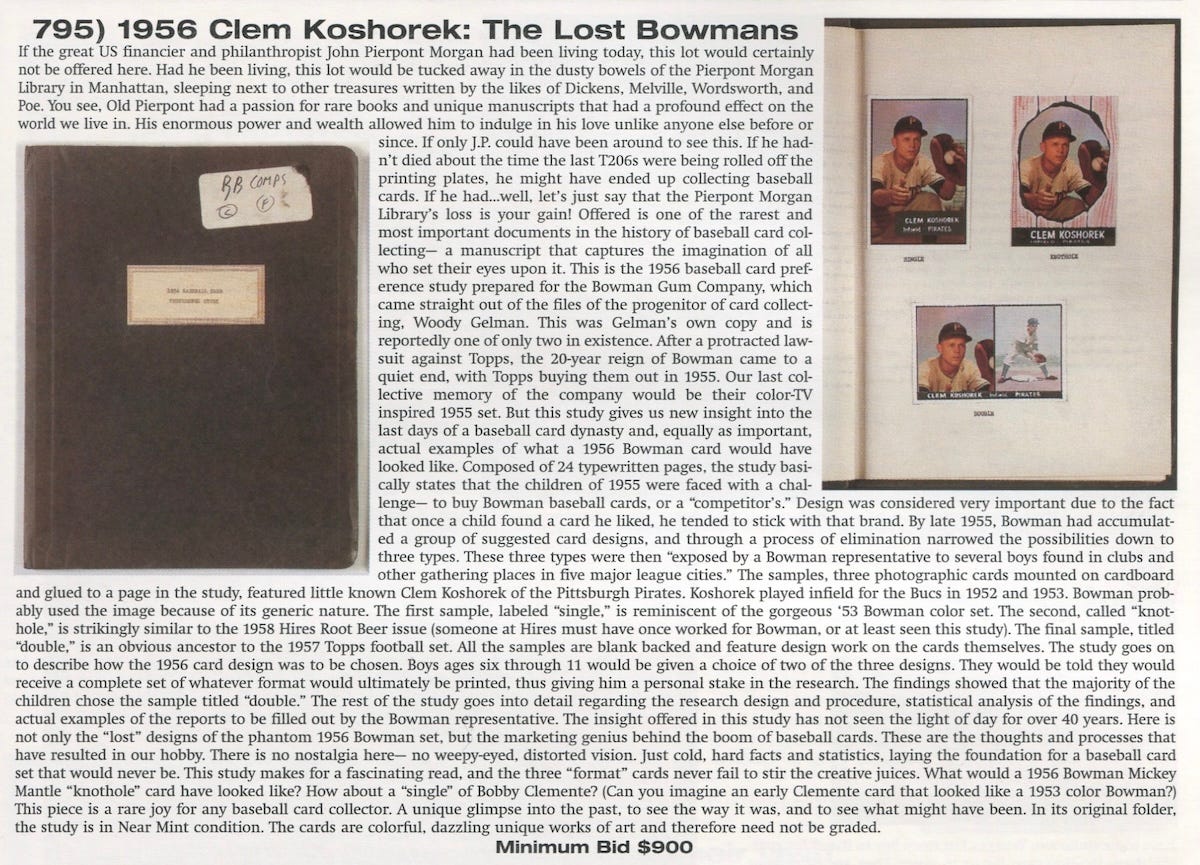 795) 1956 Clem Koshorek: The Lost Bowmans
If the great US financier and philanthropist John Pierpont Morgan had been living today, this lot would certainly
not be offered here. Had he been living, this lot would be tucked away in the dusty bowels of the Pierpont Morgan
Library in Manhattan, sleeping next to other treasures written by the likes of Dickens, Melville, Wordsworth, and
Poe. You see, Old Pierpont had a passion for rare books and unique manuscripts that had a profound effect on the
world we live in. His enormous power and wealth allowed him to indulge in his love unlike anyone else before or
since. If only J.P. could have been around to see this. If he had-
n't died about the time the last T206s were being rolled off the
printing plates, he might have ended up collecting baseball
cards. If he had...well, let's just say that the Pierpont Morgan
Library's loss is your gain! Offered is one of the rarest and
most important documents in the history of baseball card col-
lecting— a manuscript that captures the imagination of all
who set their eyes upon it. This is the 1956 baseball card pref-
erence study prepared for the Bowman Gum Company, which
came straight out of the files of the progenitor of card collect-
ing, Woody Gelman. This was Gelman's own copy and is
reportedly one of only two in existence. After a protracted law-
suit against Topps, the 20-year reign of Bowman came to a
quiet end, with Topps buying them out in 1955. Our last col-
lective memory of the company would be their color-TV
inspired 1955 set. But this study gives us new insight into the
last days of a baseball card dynasty and, equally as important,
actual examples of what a 1956 Bowman card would have
looked like. Composed of 24 typewritten pages, the study basi-
cally states that the children of 1955 were faced with a chal-
lenge— to buy Bowman baseball cards, or a "competitor's." Design was considered very important due to the fact
that once a child found a card he liked, he tended to stick with that brand. By late 1955, Bowman had accumulat-
ed a group of suggested card designs, and through a process of elimination narrowed the possibilities down to
three types. These three types were then "exposed by a Bowman representative to several boys found in clubs and
other gathering places in five major league cities." The samples, three photographic cards mounted on cardboard
and glued to a page in the study, featured little known Clem Koshorek of the Pittsburgh Pirates. Koshorek played infield for the Bucs in 1952 and 1953. Bowman prob-
ably used the image because of its generic nature. The first sample, labeled "single," is reminiscent of the gorgeous '53 Bowman color set. The second, called "knot-
hole," is strikingly similar to the 1958 Hires Root Beer issue (someone at Hires must have once worked for Bowman, or at least seen this study). The final sample, titled
"double," is an obvious ancestor to the 1957 Topps football set. All the samples are blank backed and feature design work on the cards themselves. The study goes on
to describe how the 1956 card design was to be chosen. Boys ages six through 11 would be given a choice of two of the three designs. They would be told they would
receive a complete set of whatever format would ultimately be printed, thus giving him a personal stake in the research. The findings showed that the majority of the
children chose the sample titled "double." The rest of the study goes into detail regarding the research design and procedure, statistical analysis of the findings, and
actual examples of the reports to be filled out by the Bowman representative. The insight offered in this study has not seen the light of day for over 40 years. Here is
not only the "lost" designs of the phantom 1956 Bowman set, but the marketing genius behind the boom of baseball cards. These are the thoughts and processes that
have resulted in our hobby. There is no nostalgia here— no weepy-eyed, distorted vision. Just cold, hard facts and statistics, laying the foundation for a baseball card
set that would never be. This study makes for a fascinating read, and the three "format" cards never fail to stir the creative juices. What would a 1956 Bowman Mickey
Mantle "knothole" card have looked like? How about a "single" of Bobby Clemente? (Can you imagine an early Clemente card that looked like a 1953 color Bowman?)
This piece is a rare joy for any baseball card collector. A unique glimpse into the past, to see the way it was, and to see what might have been. In its original folder,
the study is in Near Mint condition. The cards are colorful, dazzling unique works of art and therefore need not be graded.
Minimum Bid $900
BB COMPS
C P
1956 BASEBALL CARD
PREFERENCE STUDY
CLEM KOSHOREK
Infield PIRATES
SINGLE
CLEM KOSHOREK
INFIELD PIRATES
KNOTHOLE
CLEM KOSHOREK Infield PIRATES
DOUBLE